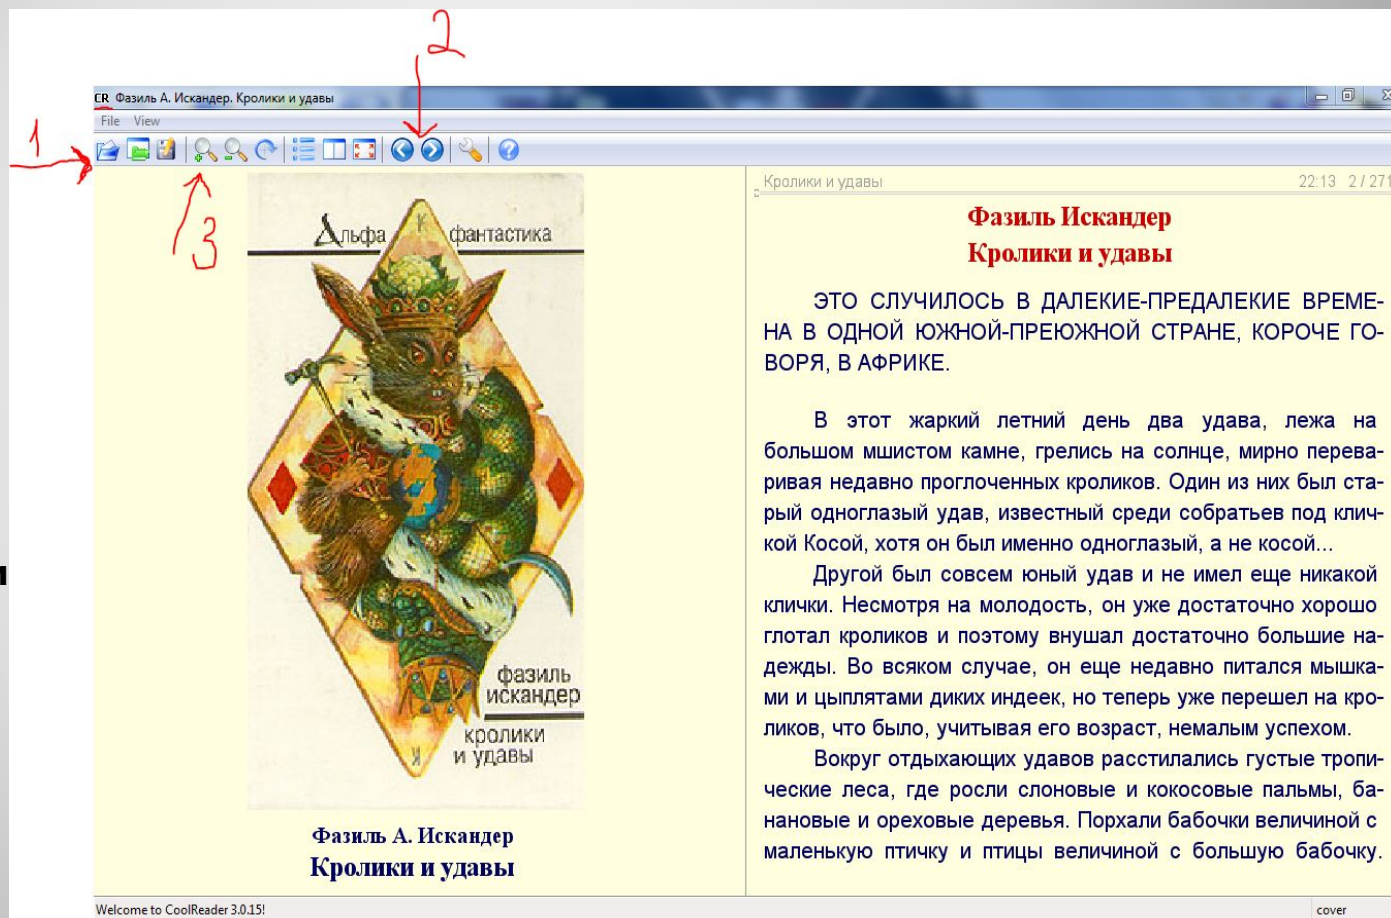 2
CR Фазиль А. Искандер. Кролики и удавы
File View
1
3
Альфа К фантастика
фазиль
искандер
кролики
и удавы
К
Фазиль А. Искандер
Кролики и удавы
Кролики и удавы 22:13 2 / 271
Фазиль Искандер
Кролики и удавы
ЭТО СЛУЧИЛОСЬ В ДАЛЕКИЕ-ПРЕДАЛЕКИЕ ВРЕМЕ-
НА В ОДНОЙ ЮЖНОЙ-ПРЕЮЖНОЙ СТРАНЕ, КОРОЧЕ ГО-
ВОРЯ, В АФРИКЕ.
В этот жаркий летний день два удава, лежа на
большом мшистом камне, грелись на солнце, мирно перева-
ривая недавно проглоченных кроликов. Один из них был ста-
рый одноглазый удав, известный среди собратьев под клич-
кой Косой, хотя он был именно одноглазый, а не косой...
Другой был совсем юный удав и не имел еще никакой
клички. Несмотря на молодость, он уже достаточно хорошо
глотал кроликов и поэтому внушал достаточно большие на-
дежды. Во всяком случае, он еще недавно питался мышка-
ми и цыплятами диких индеек, но теперь уже перешел на кро-
ликов, что было, учитывая его возраст, немалым успехом.
Вокруг отдыхающих удавов расстилались густые тропи-
ческие леса, где росли слоновые и кокосовые пальмы, ба-
нановые и ореховые деревья. Порхали бабочки величиной с
маленькую птичку и птицы величиной с большую бабочку.
Welcome to CoolReader 3.0.15! cover